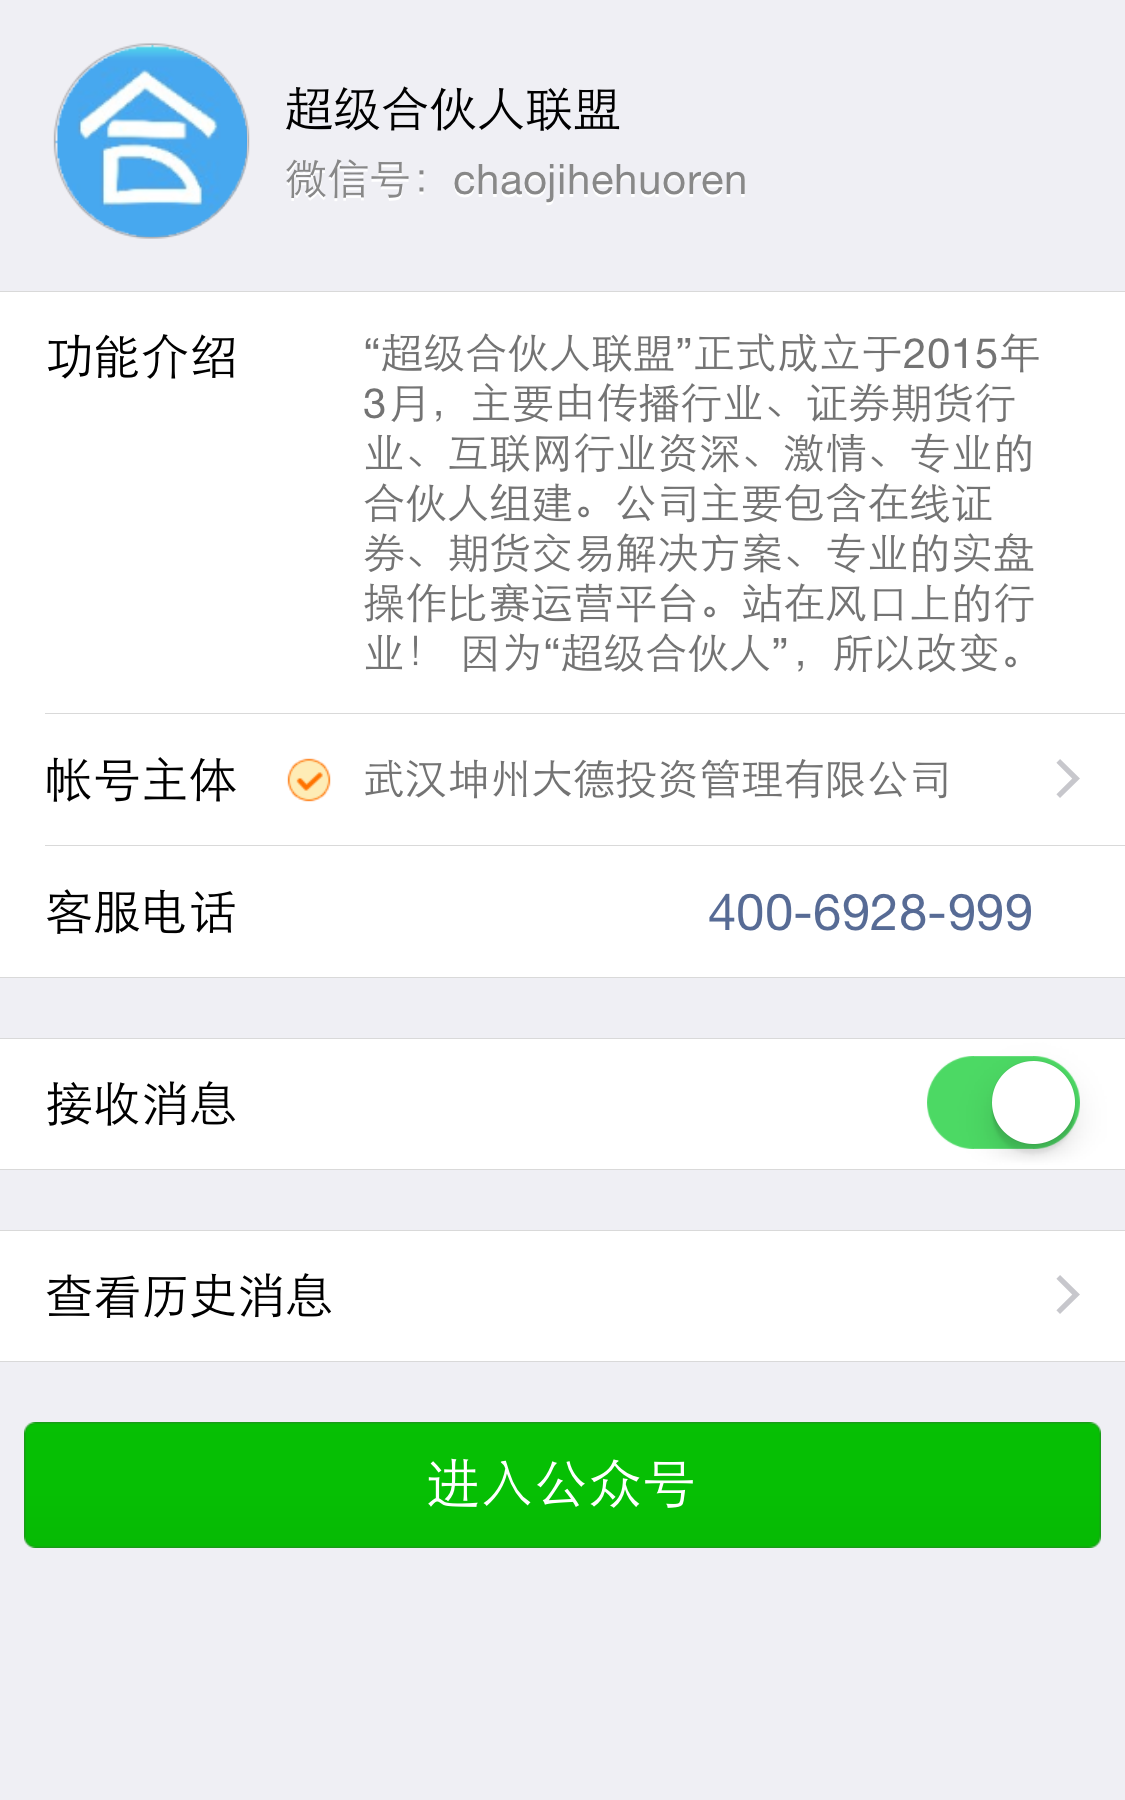 超级合伙人联盟
微信号：chaojihehuoren
功能介绍
“超级合伙人联盟”正式成立于2015年
3月，主要由传播行业、证券期货行
业、互联网行业资深、激情、专业的
合伙人组建。公司主要包含在线证
券、期货交易解决方案、专业的实盘
操作比赛运营平台。站在风口上的行
业！ 因为“超级合伙人”，所以改变。
帐号主体 武汉坤州大德投资管理有限公司
客服电话 400-6928-999
接收消息
查看历史消息
进入公众号